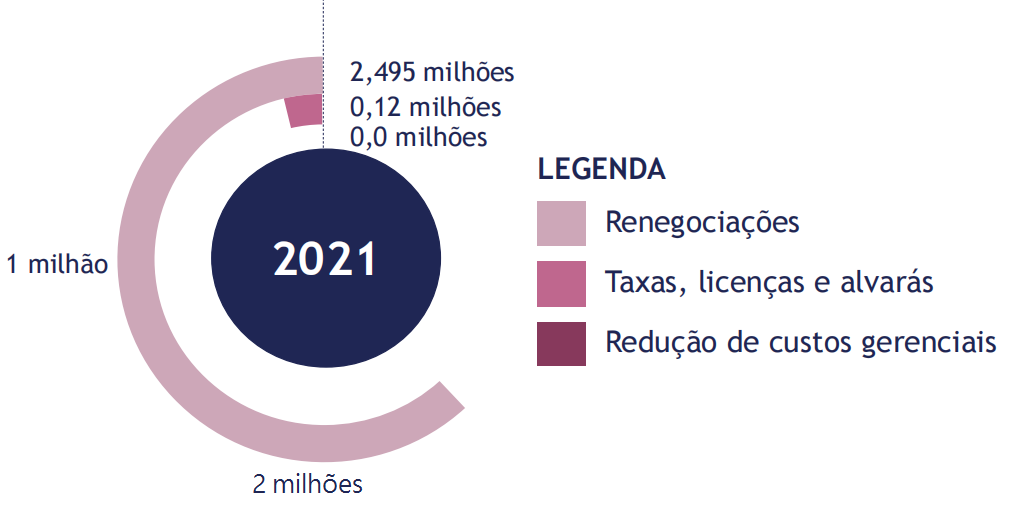 2,495 milhões
0,12 milhões
0,0 milhões
LEGENDA
Renegociações
2021
1 milhão
Taxas, licenças e alvarás
Redução de custos gerenciais
2 milhões